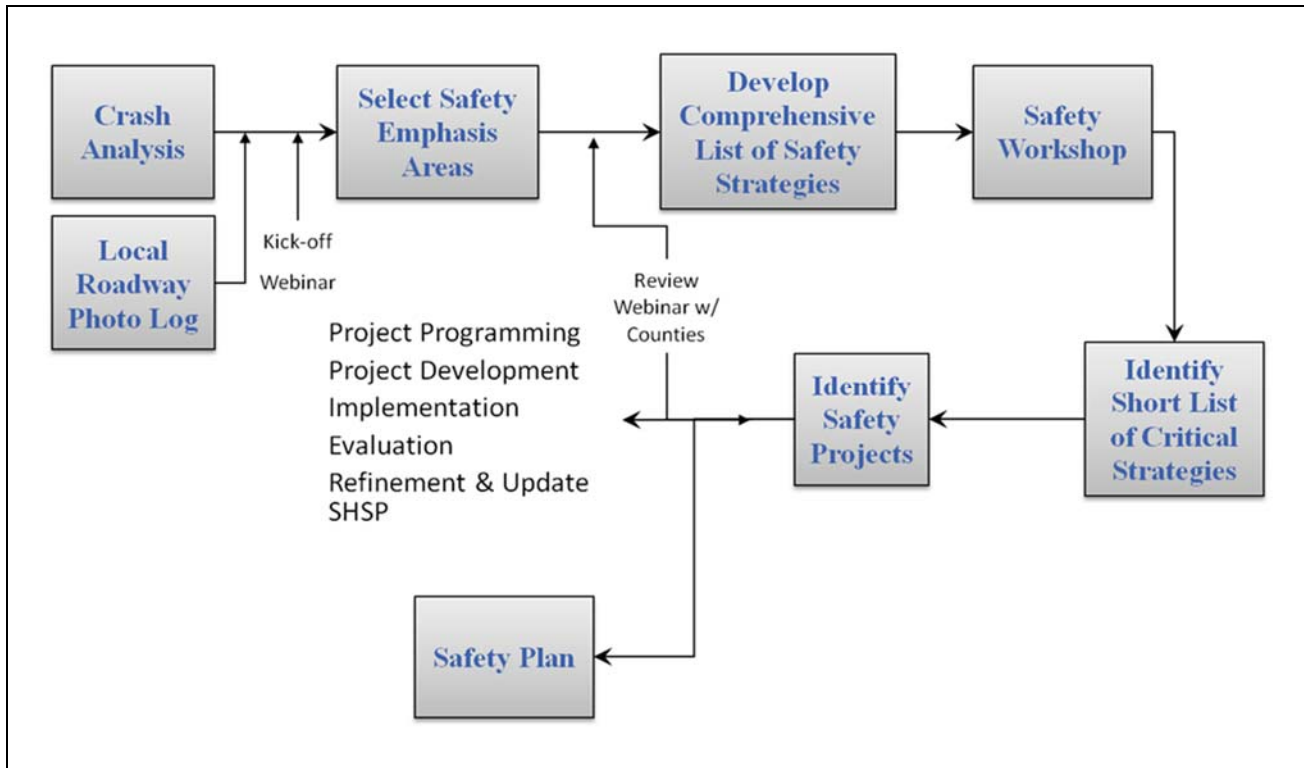 Crash
Analysis
Select Safety
Emphasis
Areas
Develop
Comprehensive
List of Safety
Strategies
Safety
Workshop
Local
Roadway
Photo Log
Kick-off
Webinar
Review
Webinar w/
Counties
Project Programming
Project Development
Implementation
Evaluation
Refinement & Update
SHSP
Identify
Safety
Projects
Identify
Short List
of Critical
Strategies
Safety Plan